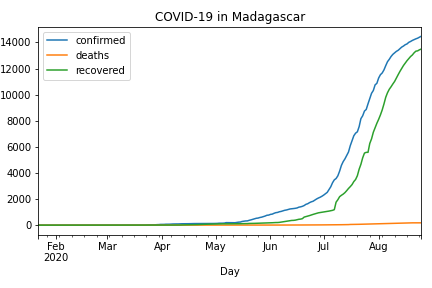 COVID-19 in Madagascar
confirmed
deaths
recovered
14000
12000
10000
8000
6000
4000
2000
0
Feb Mar Apr May Jun Jul Aug
2020
Day